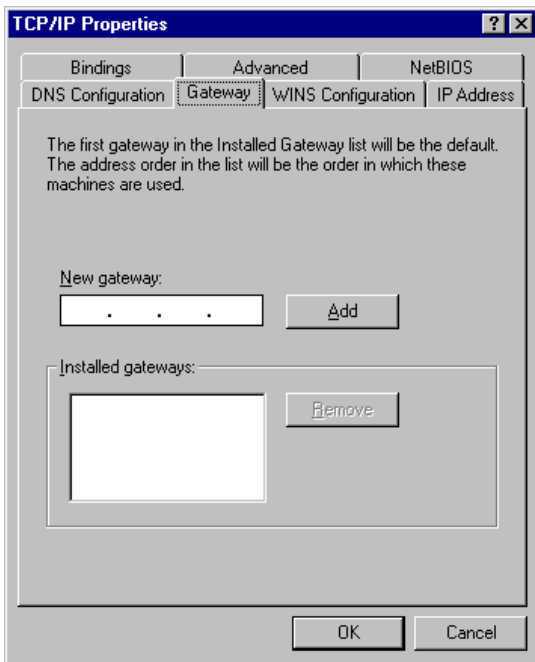 TCP/IP Properties
Bindings Advanced NetBIOS
DNS Configuration Gateway WINS Configuration IP Address
The first gateway in the Installed Gateway list will be the default.
The address order in the list will be the order in which these
machines are used.
New gateway:
. . .
Add
Installed gateways:
Remove
OK Cancel